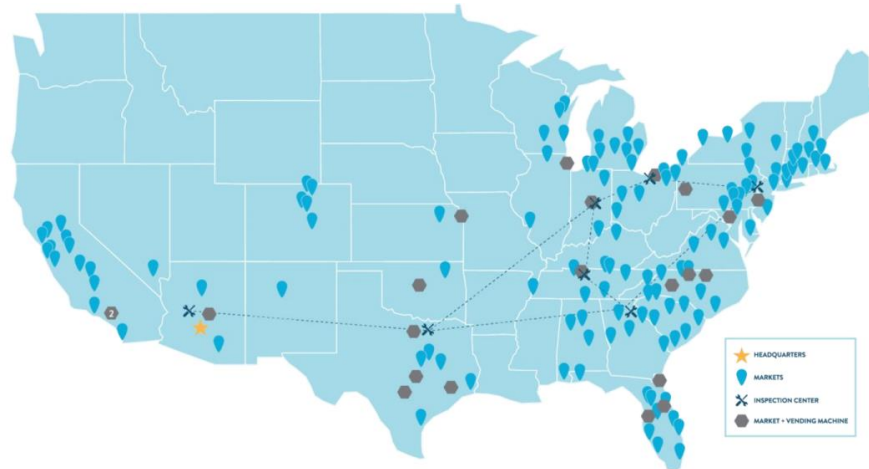 2
HEADQUARTERS
MARKETS
INSPECTION CENTER
MARKET + VENDING MACHINE